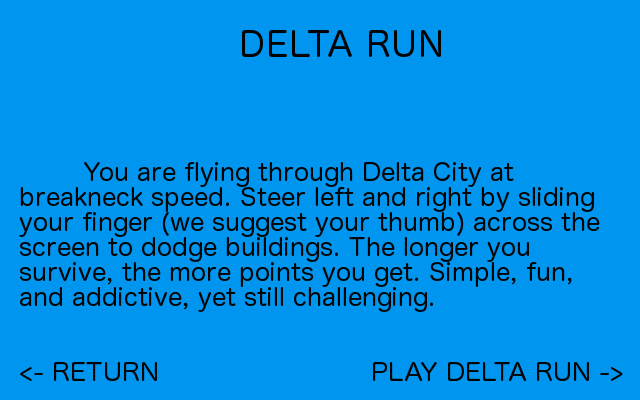 DELTA RUN
You are flying through Delta City at
breakneck speed. Steer left and right by sliding
your finger (we suggest your thumb) across the
screen to dodge buildings. The longer you
survive, the more points you get. Simple, fun,
and addictive, yet still challenging.
<- RETURN
PLAY DELTA RUN ->